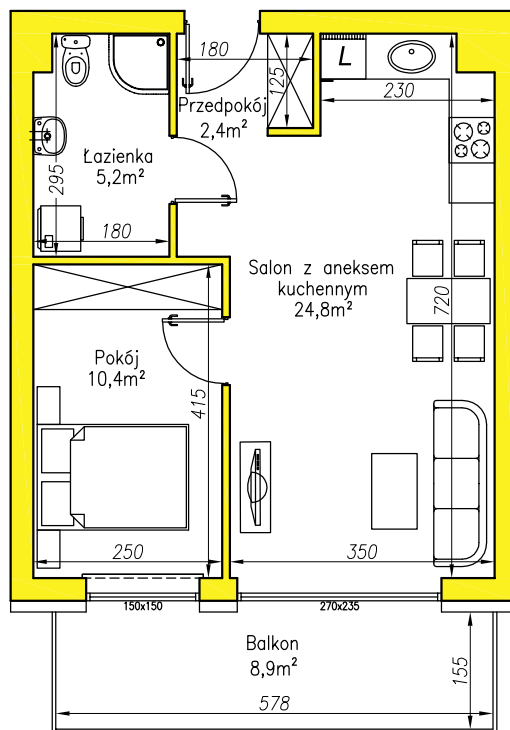 180
125
L
230
Przedpokój
2,4m²
Łazienka
5,2m²
295
180
Salon z aneksem
kuchennym
24,8m²
720
Pokój
10,4m²
415
250
350
150x150
270x235
Balkon
8,9m²
155
578